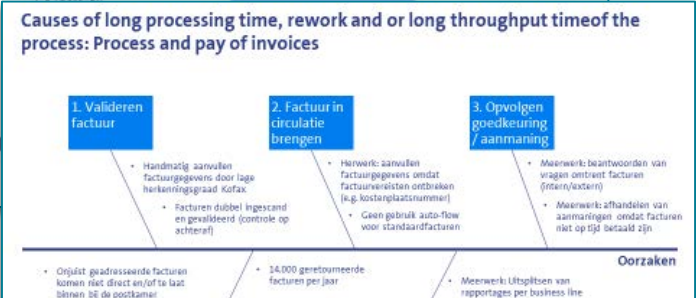 Causes of long processing time, rework and or long throughput timeof the
process: Process and pay of invoices
1. Valideren
factuur
2. Factuur in
circulatie
brengen
3. Opvolgen
goedkeuring
/ aanmaning
• Handmatig aanvullen
factuurgegevens door lage
herkenningsgraad Kofax
• Facturen dubbel ingescand
en gevalideerd (controle op
achteraf)
• Herwerk: aanvullen
factuurgegevens omdat
factuurvereisten ontbreken
(e.g. kostenplaatsnummer)
• Geen gebruik auto-flow
voor standaardfacturen
• Meerwerk: beantwoorden van
vragen omtrent facturen
(intern/extern)
• Meerwerk: afhandelen van
aanmaningen omdat facturen
niet op tijd betaald zijn
Oorzaken
• Onjuist geadresseerde facturen
komen niet direct en/of te laat
binnen bij de postkamer
• 14.000 geretourneerde
facturen per jaar
• Meerwerk: Uitsplitsen van
rapportages per business line